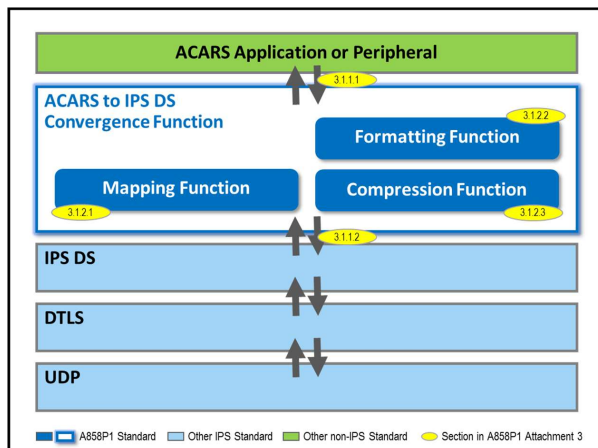 ACARS Application or Peripheral
3.1.1.1
ACARS to IPS DS
Convergence Function
3.1.2.2
Formatting Function
Mapping Function
Compression Function
3.1.2.1
3.1.2.3
3.1.1.2
IPS DS
DTLS
UDP
A858P1 Standard
Other IPS Standard
Other non-IPS Standard
Section in A858P1 Attachment 3